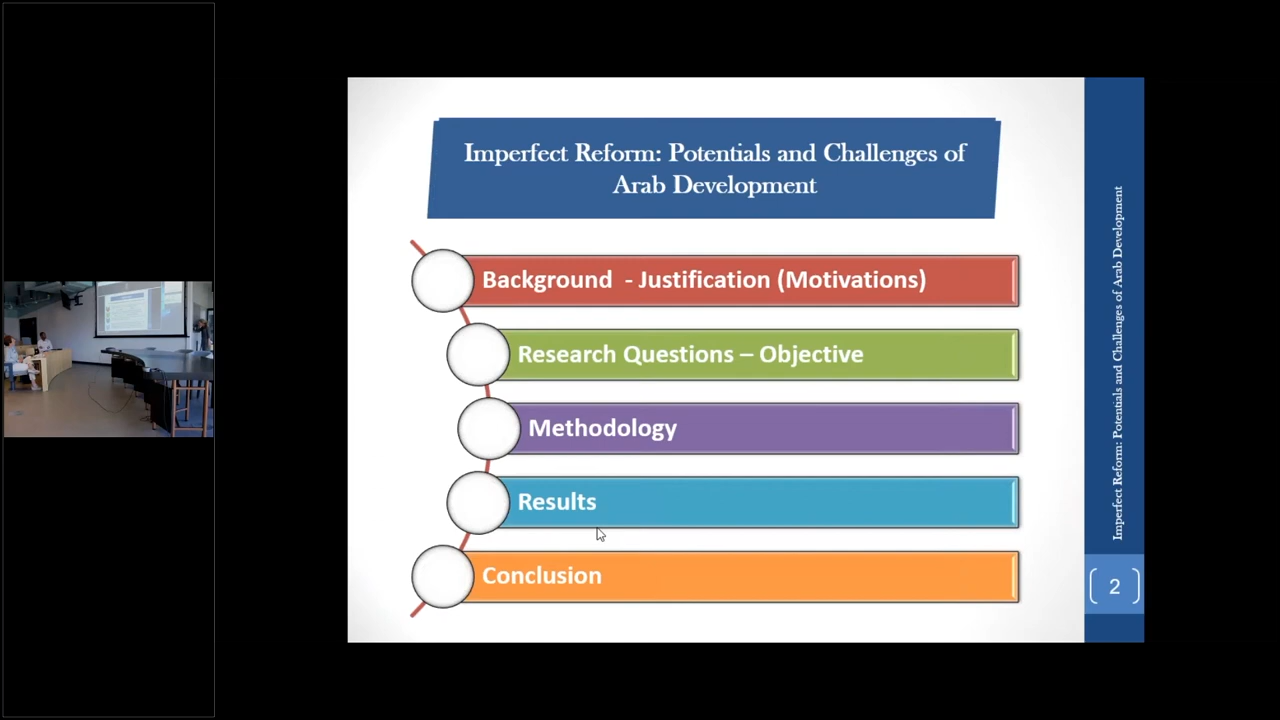 Imperfect Reform: Potentials and Challenges of
Arab Development
Background - Justification (Motivations)
Research Questions – Objective
Methodology
Results
Conclusion
Imperfect Reform: Potentials and Challenges of Arab Development
2